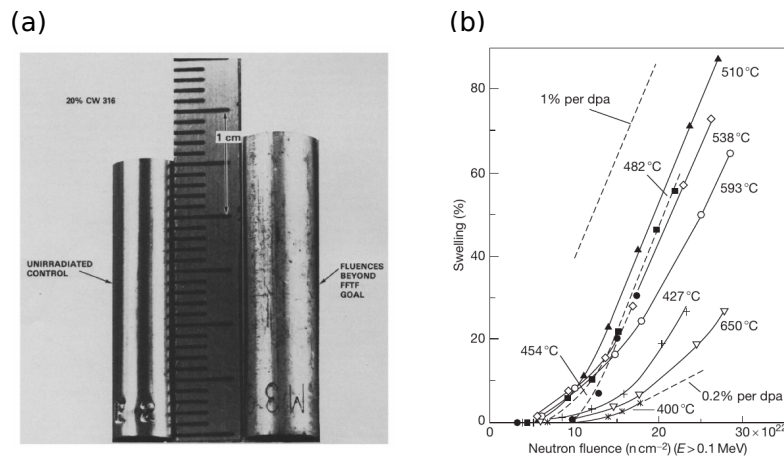 (a)
20% CW 316
1 cm
UNIRRADIATED
CONTROL
FLUENCES
BEYOND
FFTF
GOAL
(b)
Swelling (%)
80
60
40
20
0
1% per dpa
510 °C
538 °C
482 °C
593 °C
427 °C
650 °C
454 °C
400 °C
0.2% per dpa
0
10
20
30 × 10²²
Neutron fluence (n cm⁻²) (E > 0.1 MeV)